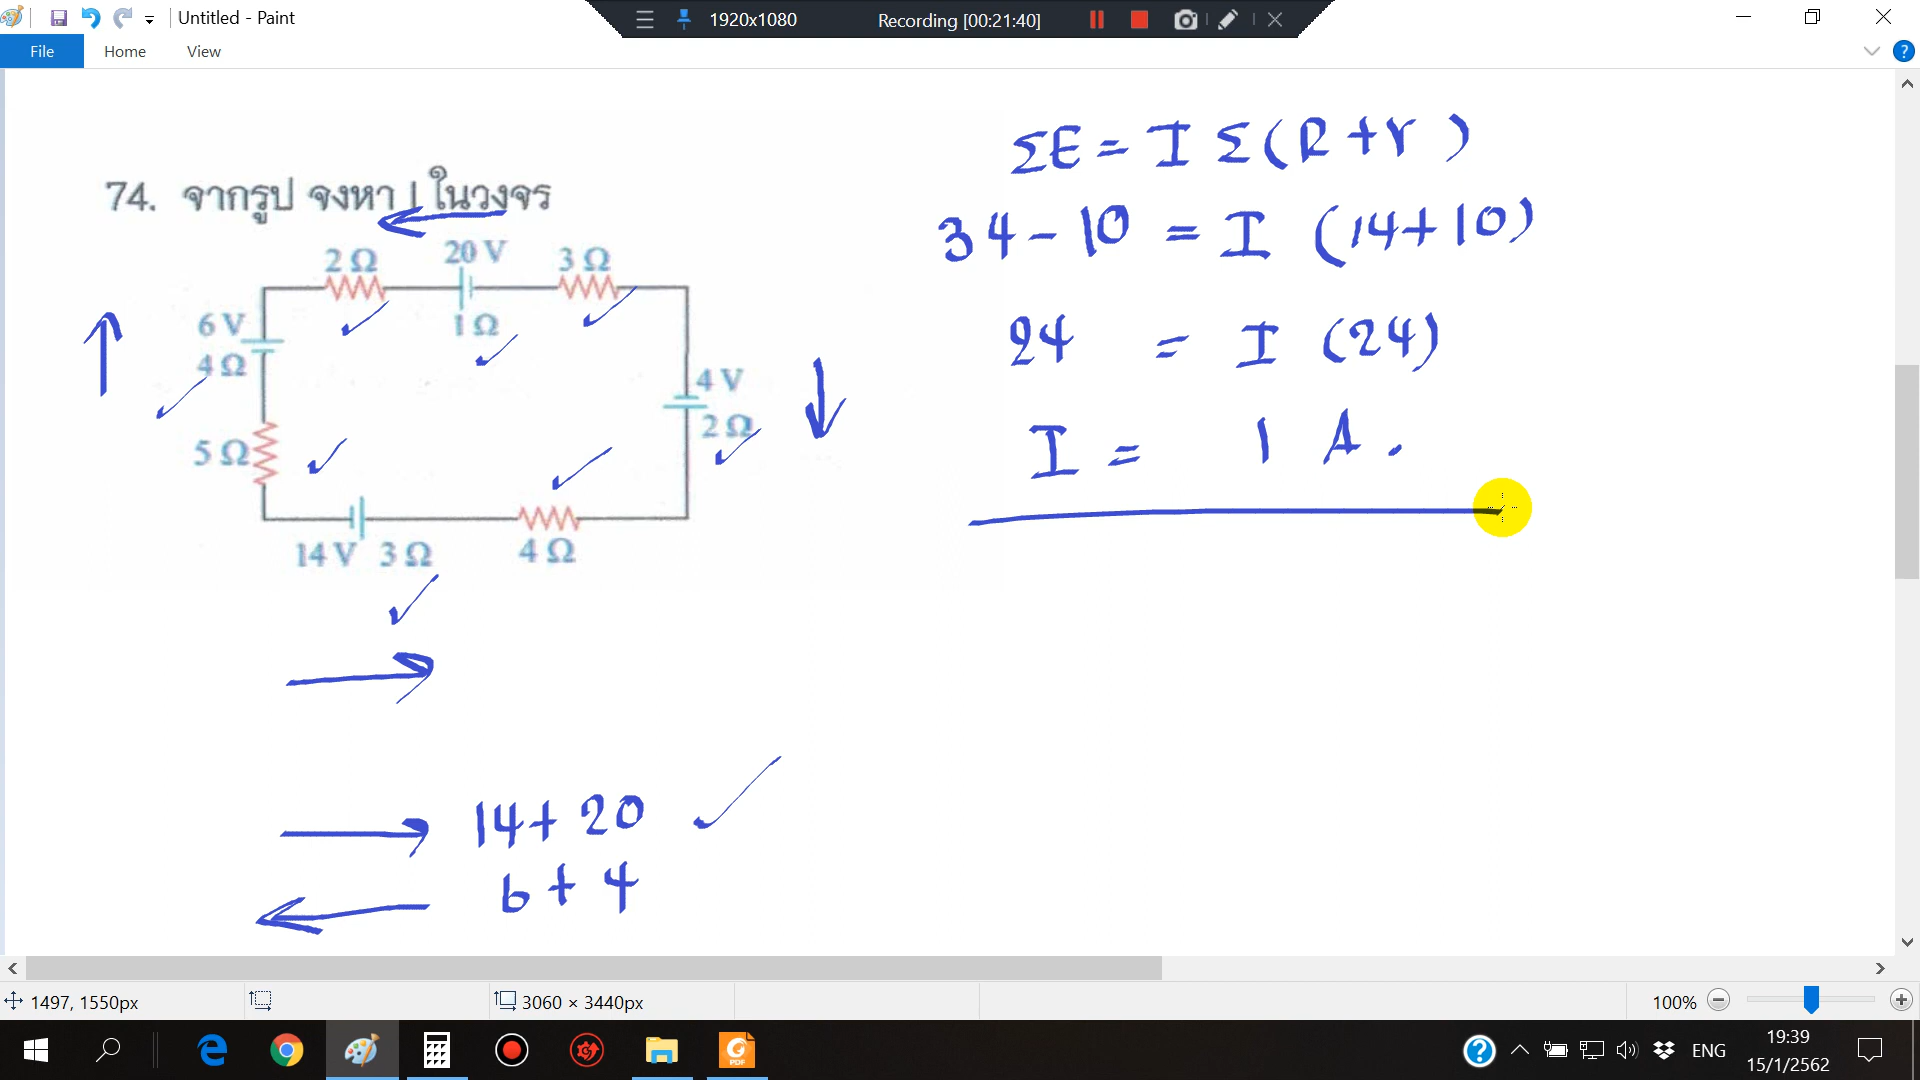 Untitled - Paint
1920x1080
Recording [00:21:40]
File
Home
View
74. จากรูป จงหา I ในวงจร
2 Ω
20 V
3 Ω
1 Ω
6 V
4 Ω
5 Ω
4 V
2 Ω
14 V
3 Ω
4 Ω
14 + 20
6 + 4
ΣE = I Σ(R + r)
34 - 10 = I (14 + 10)
24 = I (24)
I = 1 A.
1497, 1550px
3060 × 3440px
100%
PDF
ENG
19:39
15/1/2562